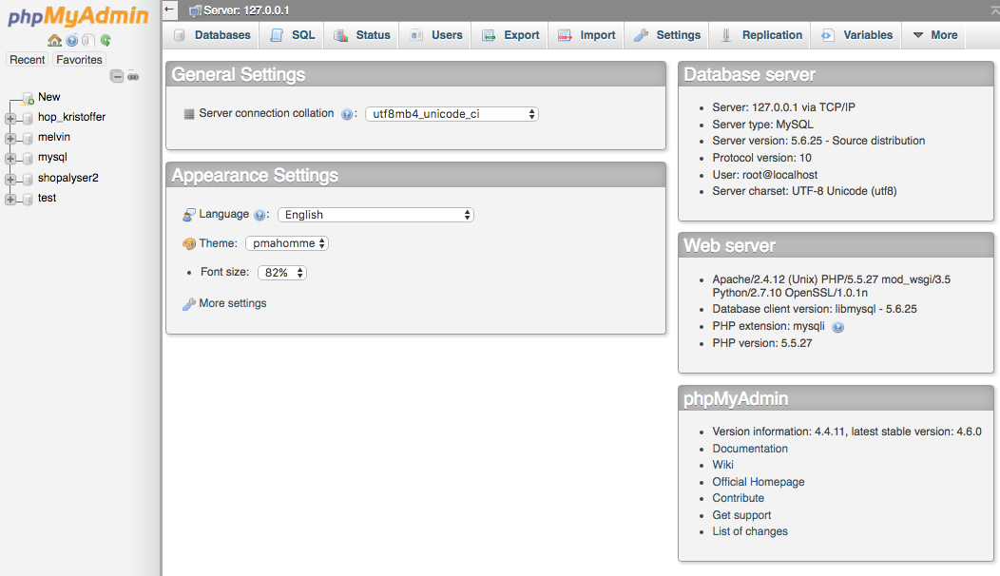 phpMyAdmin
Recent Favorites
New
hop_kristoffer
melvin
mysql
shopalyser2
test
Server: 127.0.0.1
Databases SQL Status Users Export Import Settings Replication Variables More
General Settings
Server connection collation : utf8mb4_unicode_ci
Appearance Settings
Language : English
Theme: pmahomme
Font size: 82%
More settings
Database server
Server: 127.0.0.1 via TCP/IP
Server type: MySQL
Server version: 5.6.25 - Source distribution
Protocol version: 10
User: root@localhost
Server charset: UTF-8 Unicode (utf8)
Web server
Apache/2.4.12 (Unix) PHP/5.5.27 mod_wsgi/3.5
Python/2.7.10 OpenSSL/1.0.1n
Database client version: libmysql - 5.6.25
PHP extension: mysqli
PHP version: 5.5.27
phpMyAdmin
Version information: 4.4.11, latest stable version: 4.6.0
Documentation
Wiki
Official Homepage
Contribute
Get support
List of changes